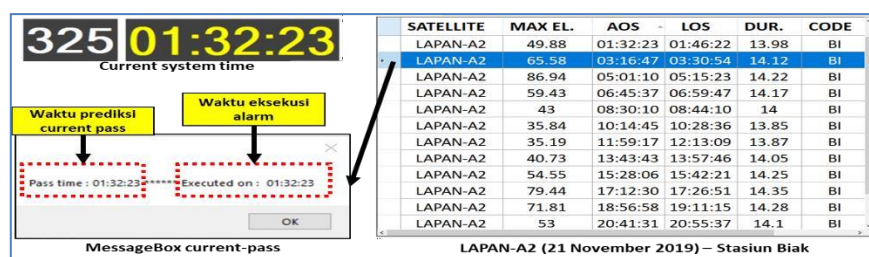 325 01:32:23
Current system time
Waktu prediksi
current pass
Waktu eksekusi
alarm
Pass time : 01:32:23 ***** Executed on : 01:32:23
OK
MessageBox current-pass
SATELLITE MAX EL. AOS LOS DUR. CODE
LAPAN-A2 49.88 01:32:23 01:46:22 13.98 BI
LAPAN-A2 65.58 03:16:47 03:30:54 14.12 BI
LAPAN-A2 86.94 05:01:10 05:15:23 14.22 BI
LAPAN-A2 59.43 06:45:37 06:59:47 14.17 BI
LAPAN-A2 43 08:30:10 08:44:10 14 BI
LAPAN-A2 35.84 10:14:45 10:28:36 13.85 BI
LAPAN-A2 35.19 11:59:17 12:13:09 13.87 BI
LAPAN-A2 40.73 13:43:43 13:57:46 14.05 BI
LAPAN-A2 54.55 15:28:06 15:42:21 14.25 BI
LAPAN-A2 79.44 17:12:30 17:26:51 14.35 BI
LAPAN-A2 71.81 18:56:58 19:11:15 14.28 BI
LAPAN-A2 53 20:41:31 20:55:37 14.1 BI
LAPAN-A2 (21 November 2019) – Stasiun Biak